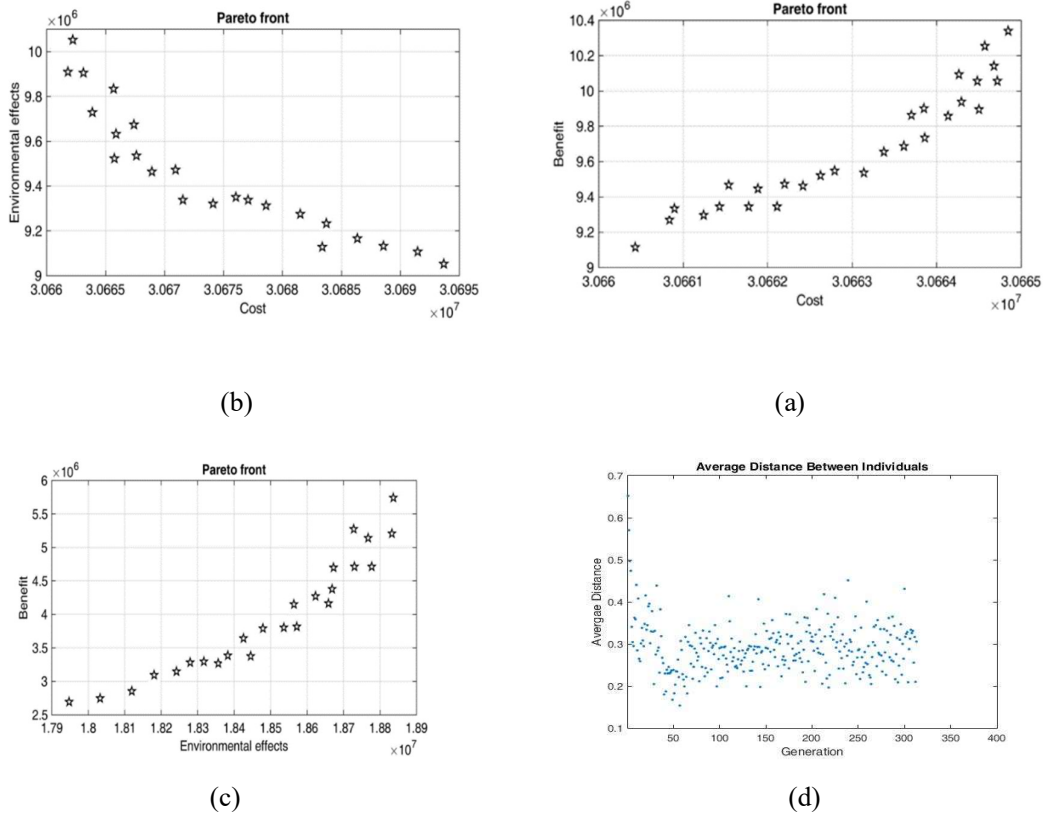 Pareto front
×10⁶
Environmental effects
10
9.8
9.6
9.4
9.2
9
3.066 3.0665 3.067 3.0675 3.068 3.0685 3.069 3.0695
Cost
×10⁷
(b)
Pareto front
×10⁶
Benefit
10.4
10.2
10
9.8
9.6
9.4
9.2
9
3.066 3.0661 3.0662 3.0663 3.0664 3.0665
Cost
×10⁷
(a)
Pareto front
×10⁶
Benefit
6
5.5
5
4.5
4
3.5
3
2.5
1.79 1.8 1.81 1.82 1.83 1.84 1.85 1.86 1.87 1.88 1.89
Environmental effects
×10⁷
(c)
Average Distance Between Individuals
Avergae Distance
0.7
0.6
0.5
0.4
0.3
0.2
0.1
50 100 150 200 250 300 350 400
Generation
(d)